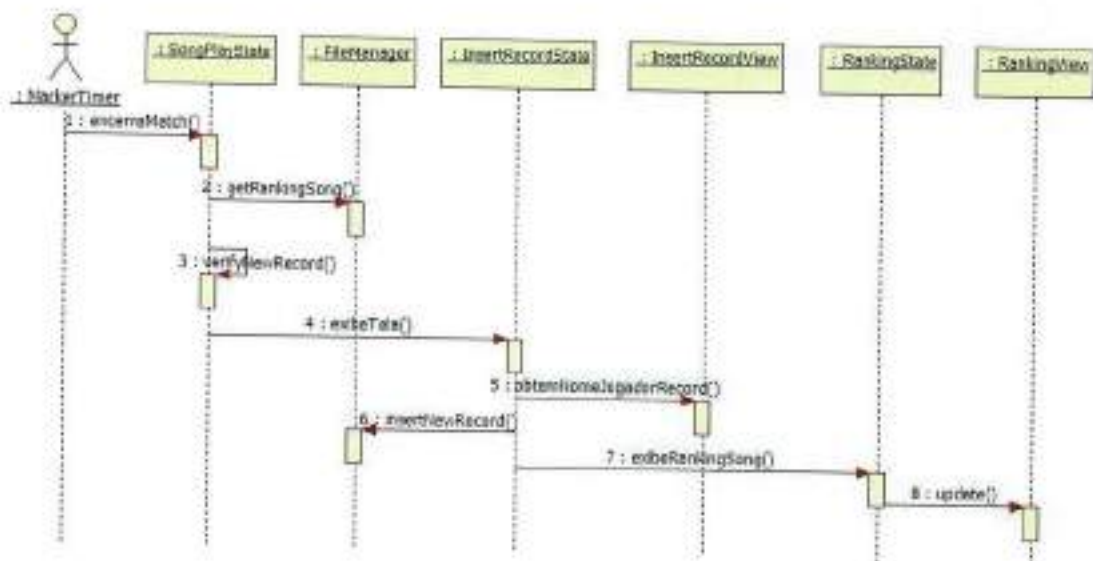 : MarkerTimer
: SongPlayState
: FileManager
: InsertRecordState
: InsertRecordView
: RankingState
: RankingView
1 : encerraMatch()
2 : getRankingSong()
3 : verifyNewRecord()
4 : exibeTela()
5 : obtemNomeJogadorRecord()
6 : insertNewRecord()
7 : exibeRankingSong()
8 : update()